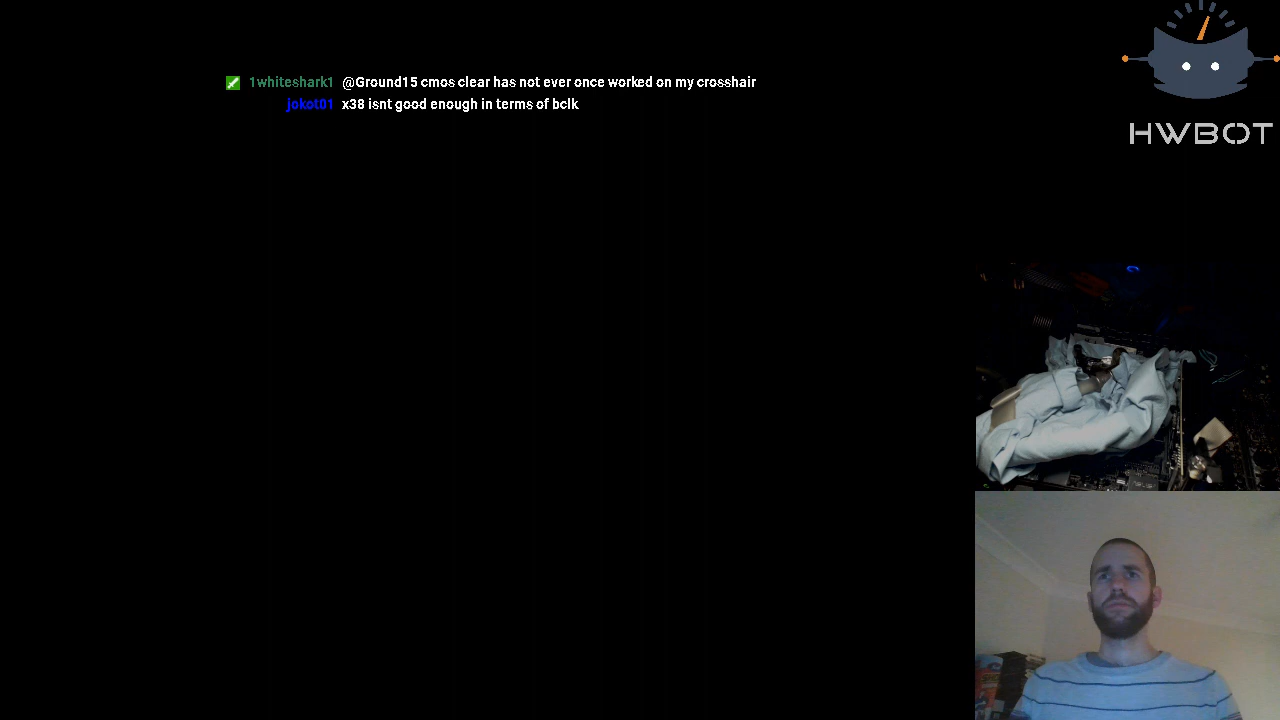 1whiteshark1 @Ground15 cmos clear has not ever once worked on my crosshair
jokot01 x38 isnt good enough in terms of bclk
HWBOT